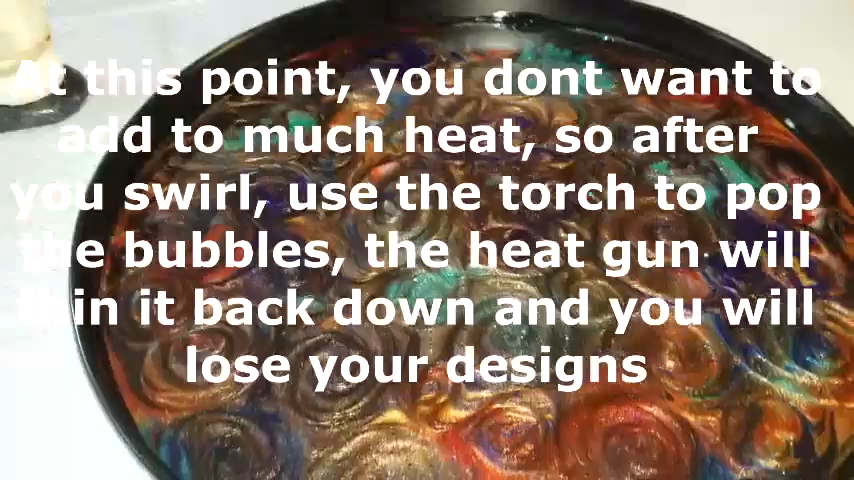 At this point, you dont want to
add to much heat, so after
you swirl, use the torch to pop
the bubbles, the heat gun will
thin it back down and you will
lose your designs